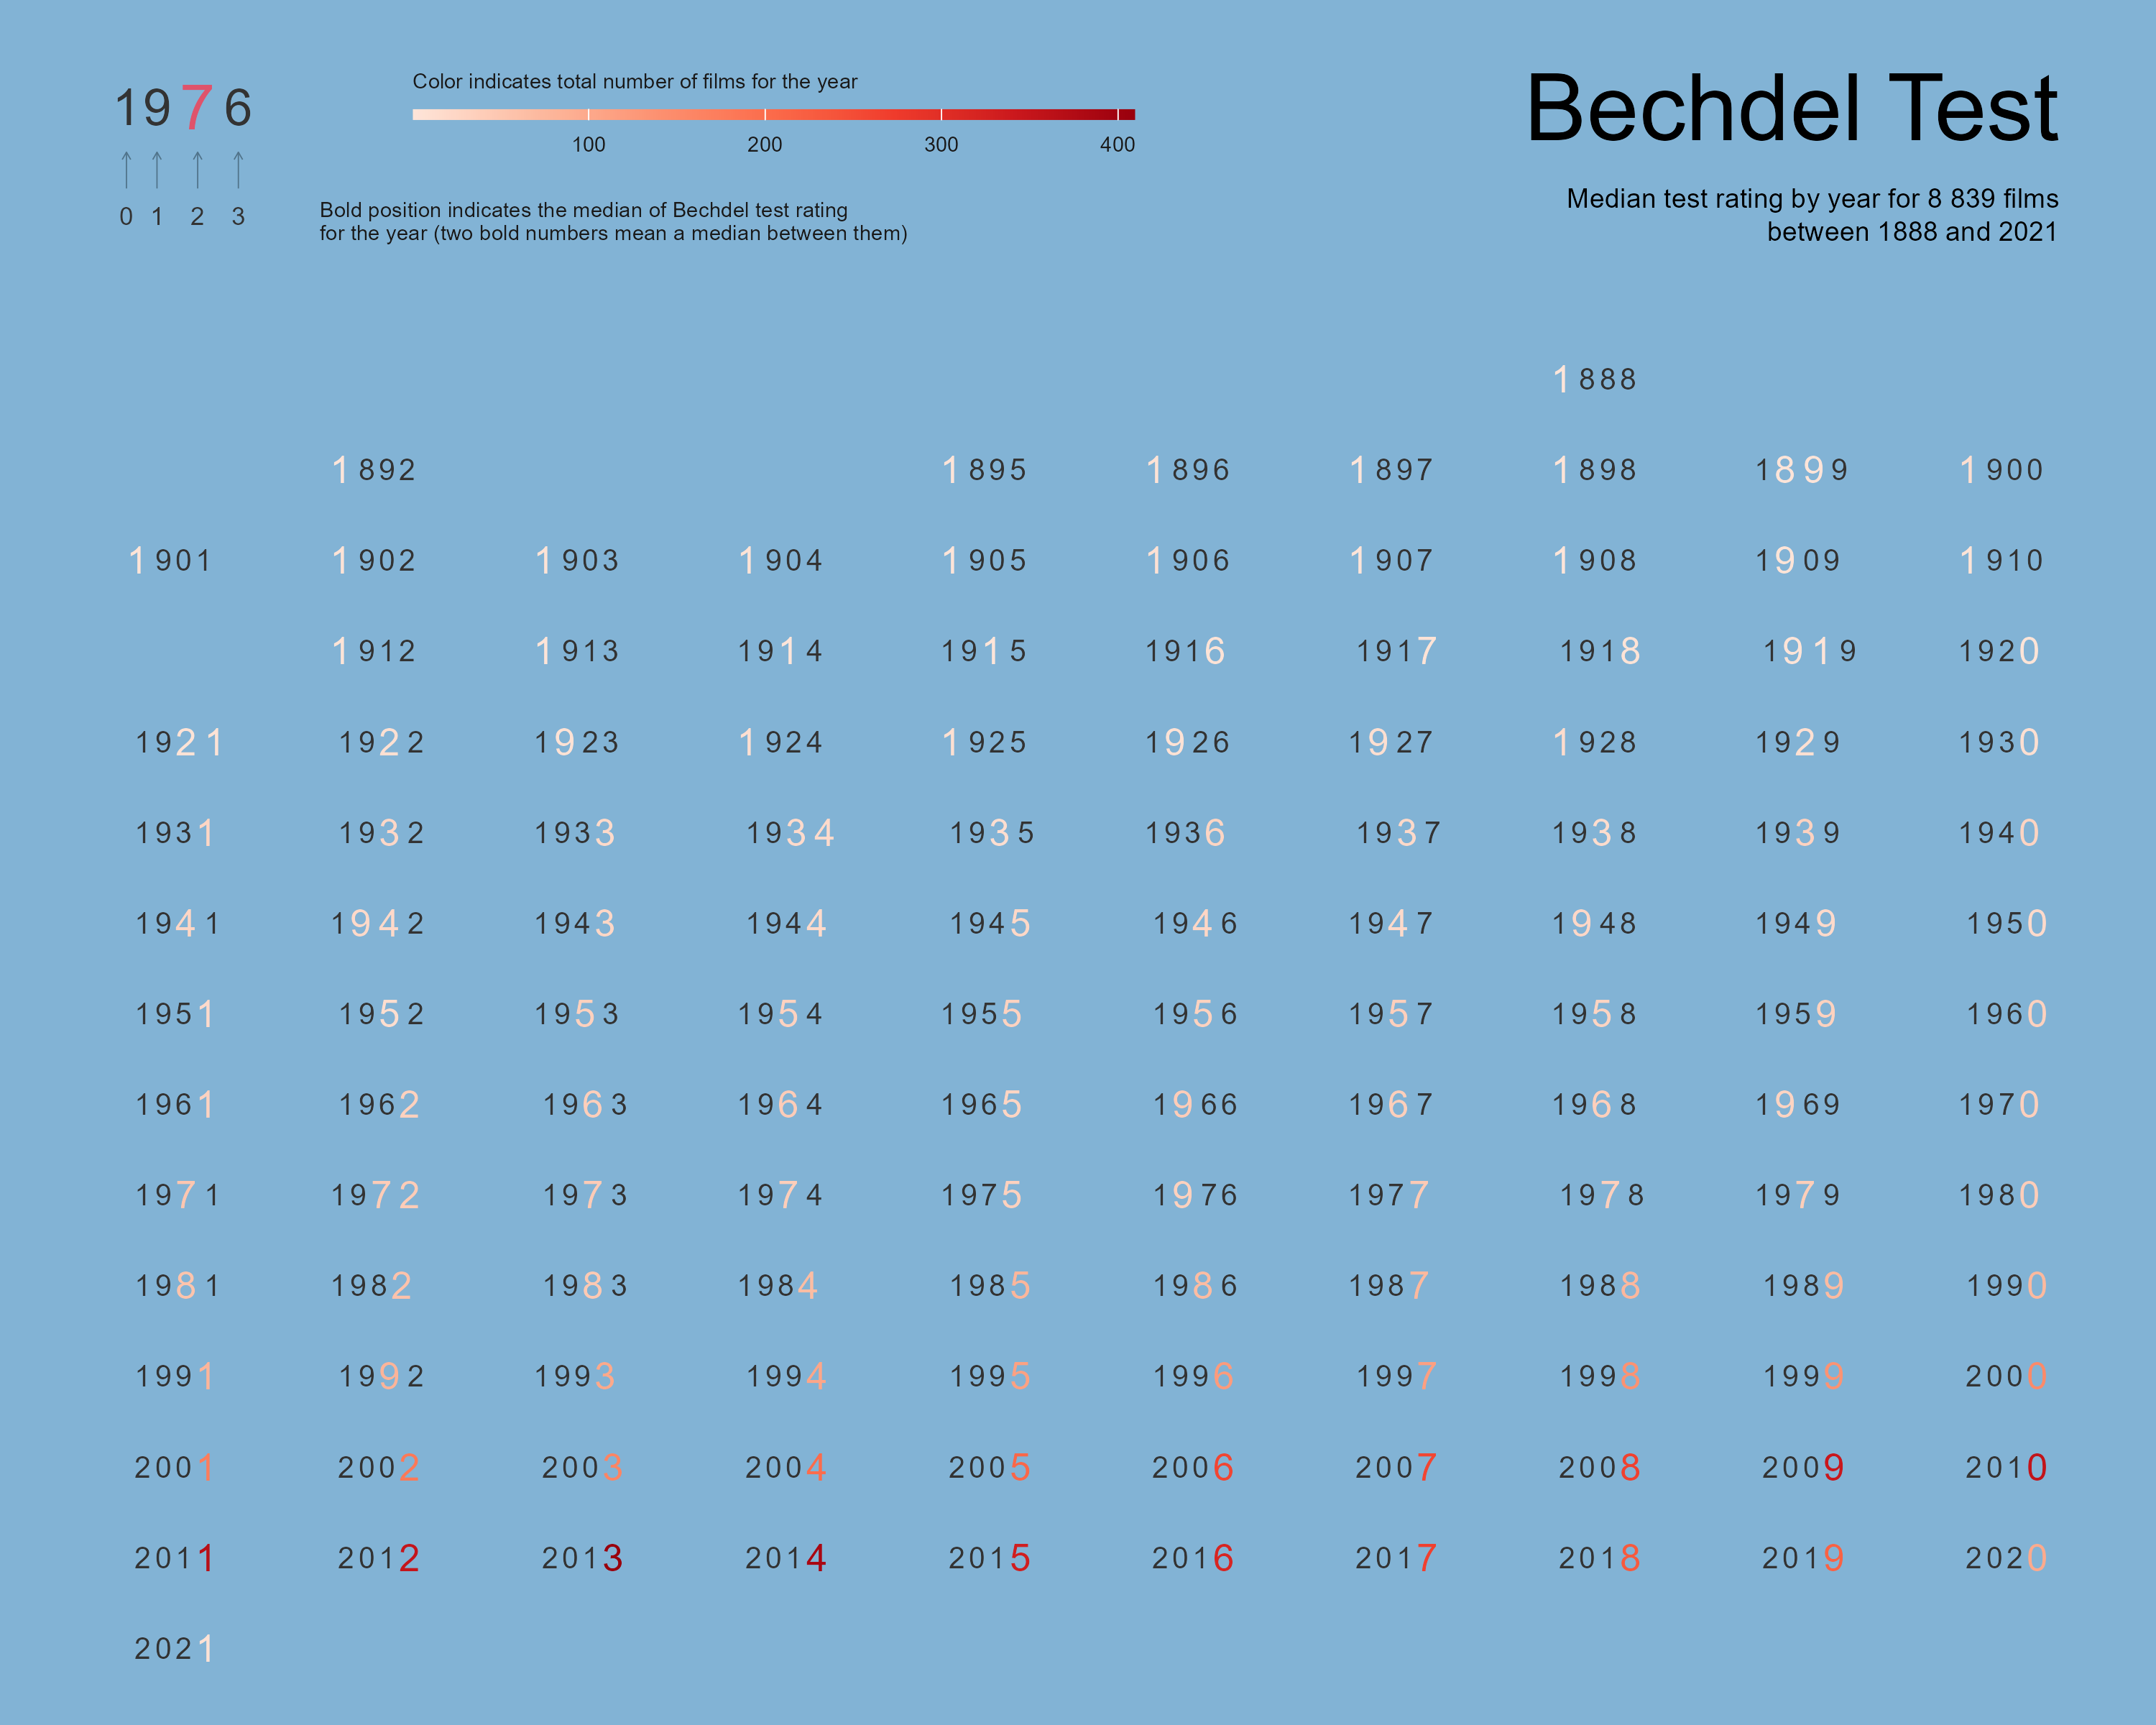 1976
0 1 2 3
Color indicates total number of films for the year
100 200 300 400
Bold position indicates the median of Bechdel test rating
for the year (two bold numbers mean a median between them)
Bechdel Test
Median test rating by year for 8 839 films
between 1888 and 2021
1888
1892 1895 1896 1897 1898 1899 1900
1901 1902 1903 1904 1905 1906 1907 1908 1909 1910
1912 1913 1914 1915 1916 1917 1918 1919 1920
1921 1922 1923 1924 1925 1926 1927 1928 1929 1930
1931 1932 1933 1934 1935 1936 1937 1938 1939 1940
1941 1942 1943 1944 1945 1946 1947 1948 1949 1950
1951 1952 1953 1954 1955 1956 1957 1958 1959 1960
1961 1962 1963 1964 1965 1966 1967 1968 1969 1970
1971 1972 1973 1974 1975 1976 1977 1978 1979 1980
1981 1982 1983 1984 1985 1986 1987 1988 1989 1990
1991 1992 1993 1994 1995 1996 1997 1998 1999 2000
2001 2002 2003 2004 2005 2006 2007 2008 2009 2010
2011 2012 2013 2014 2015 2016 2017 2018 2019 2020
2021